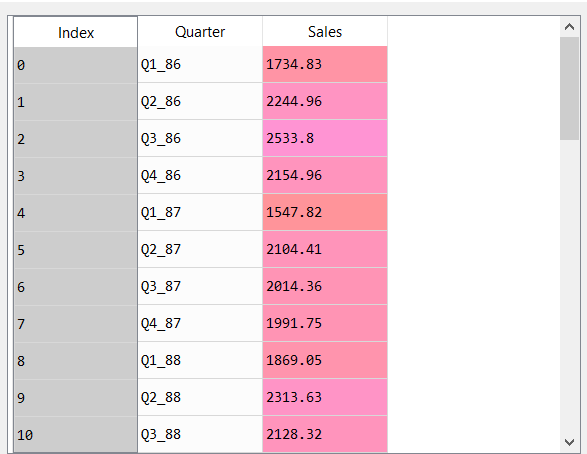 Index Quarter Sales
0 Q1_86 1734.83
1 Q2_86 2244.96
2 Q3_86 2533.8
3 Q4_86 2154.96
4 Q1_87 1547.82
5 Q2_87 2104.41
6 Q3_87 2014.36
7 Q4_87 1991.75
8 Q1_88 1869.05
9 Q2_88 2313.63
10 Q3_88 2128.32